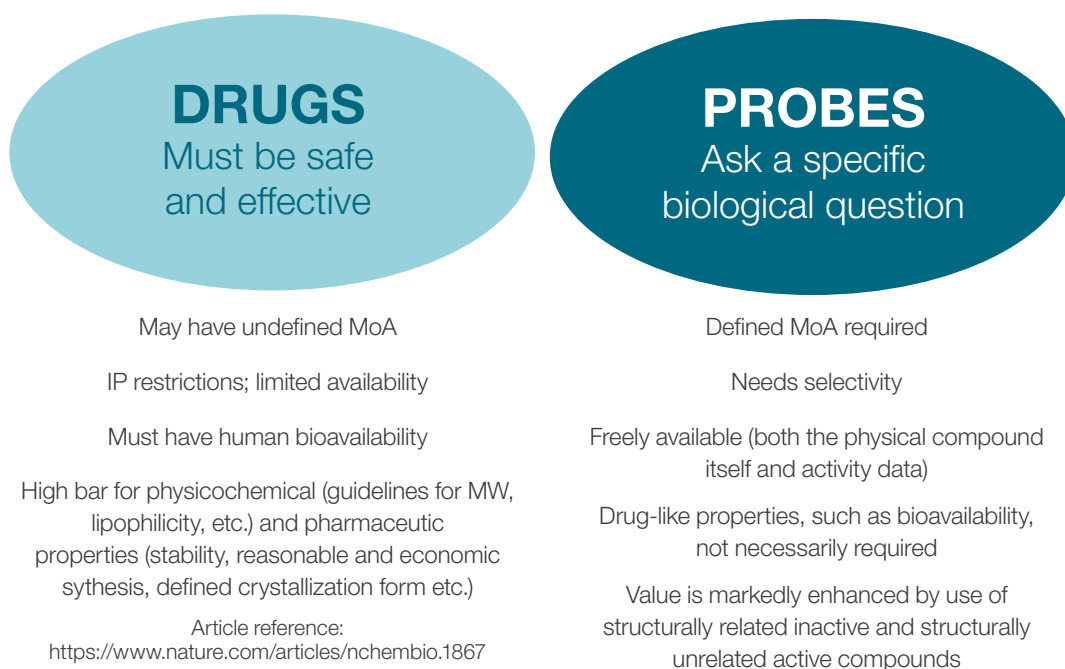 DRUGS
Must be safe
and effective
May have undefined MoA
IP restrictions; limited availability
Must have human bioavailability
High bar for physicochemical (guidelines for MW,
lipophilicity, etc.) and pharmaceutic
properties (stability, reasonable and economic
sythesis, defined crystallization form etc.)
Article reference:
https://www.nature.com/articles/nchembio.1867
PROBES
Ask a specific
biological question
Defined MoA required
Needs selectivity
Freely available (both the physical compound
itself and activity data)
Drug-like properties, such as bioavailability,
not necessarily required
Value is markedly enhanced by use of
structurally related inactive and structurally
unrelated active compounds